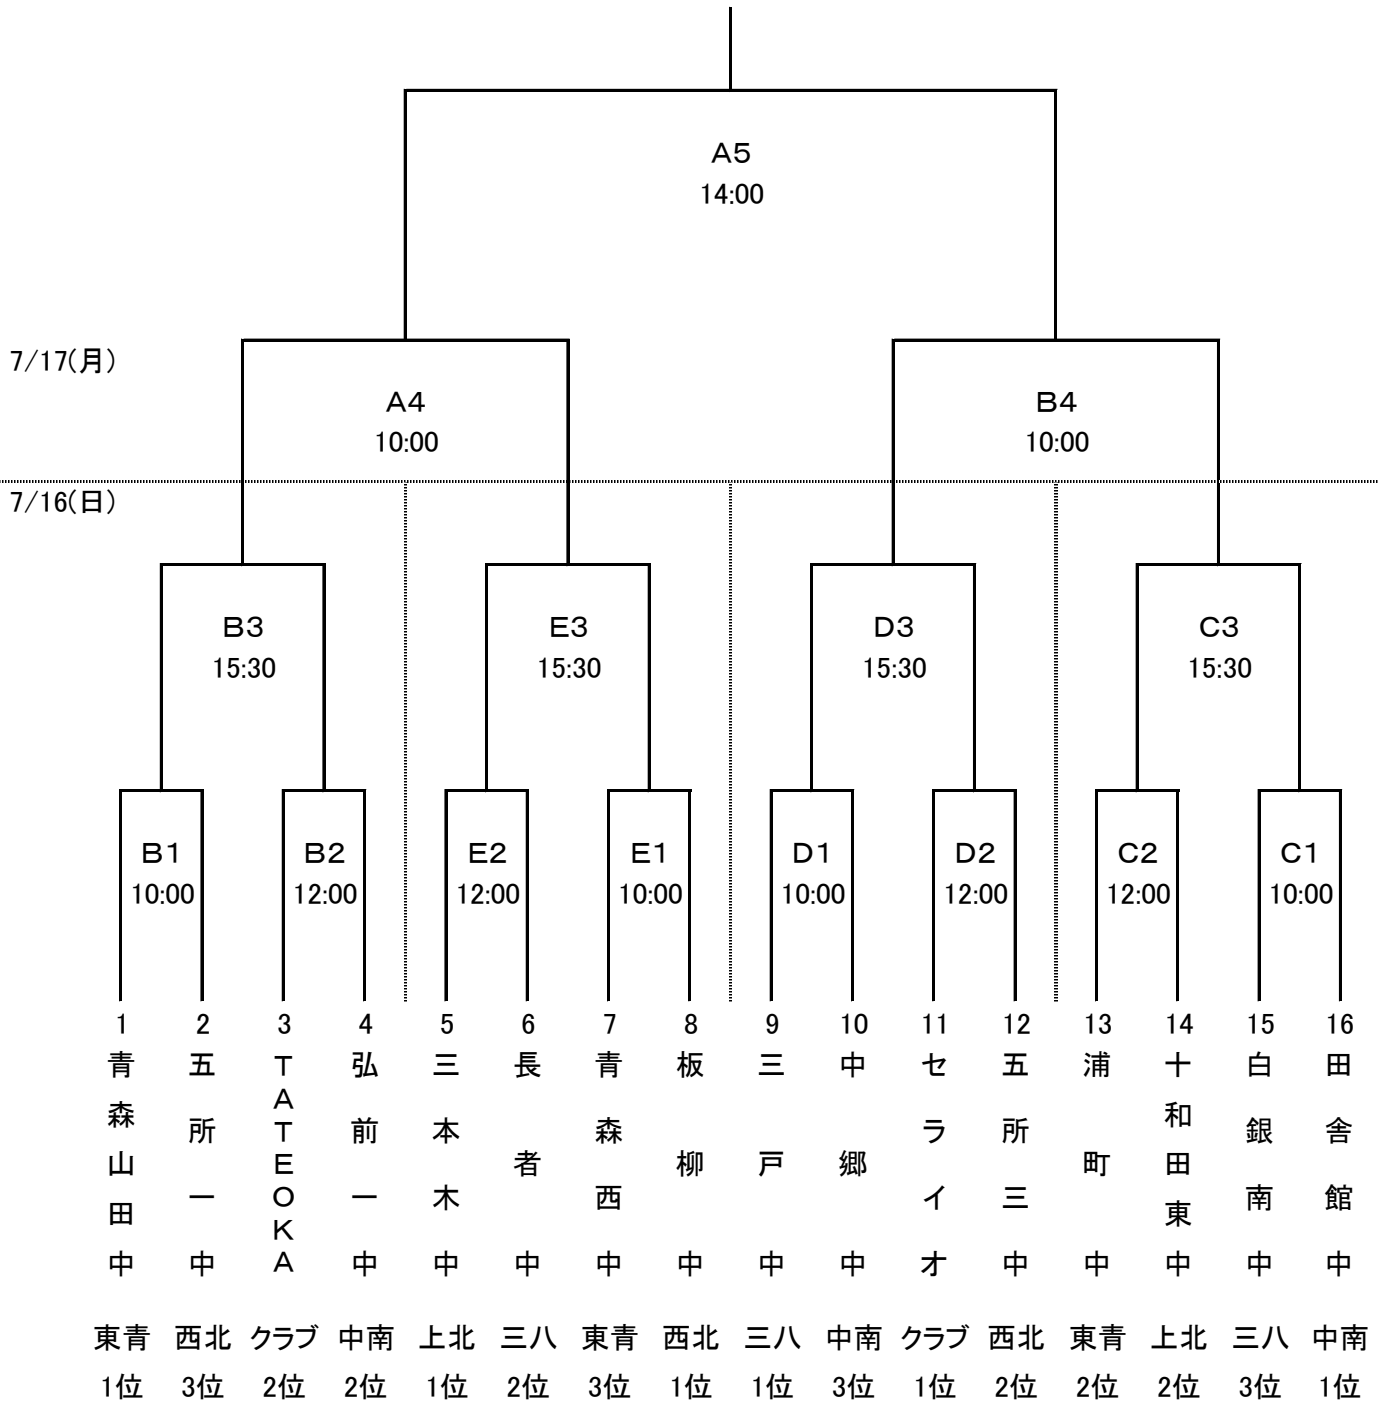 A5
14:00
7/17(月)
A4 B4
10:00 10:00
7/16(日)
B3 E3 D3 C3
15:30 15:30 15:30 15:30
B1 B2 E2 E1 D1 D2 C2 C1
10:00 12:00 12:00 10:00 10:00 12:00 12:00 10:00
1 2 3 4 5 6 7 8 9 10 11 12 13 14 15 16
青森山田中
五所一中
TATEOKA
弘前一中
三本木中
長者中
青森西中
板柳中
三戸中
中郷中
セライオ
五所三中
浦町中
十和田東中
白銀南中
田舎館中
東青 西北 クラブ 中南 上北 三八 東青 西北 三八 中南 クラブ 西北 東青 上北 三八 中南
1位 3位 2位 2位 1位 2位 3位 1位 1位 3位 1位 2位 2位 2位 3位 1位